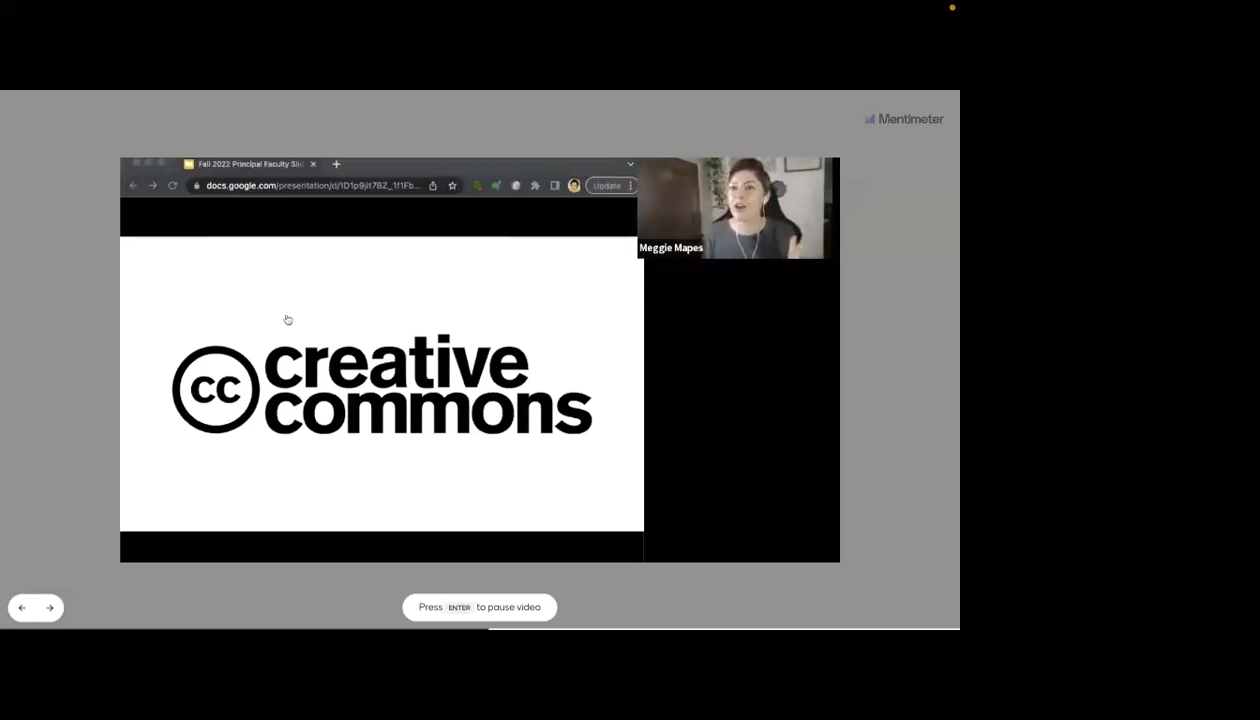 Mentimeter
Fall 2022 Principal Faculty Sli
docs.google.com/presentation/d/1D1p9jit7BZ_1f1Fb...
Update
Meggie Mapes
cc creative
commons
Press ENTER to pause video